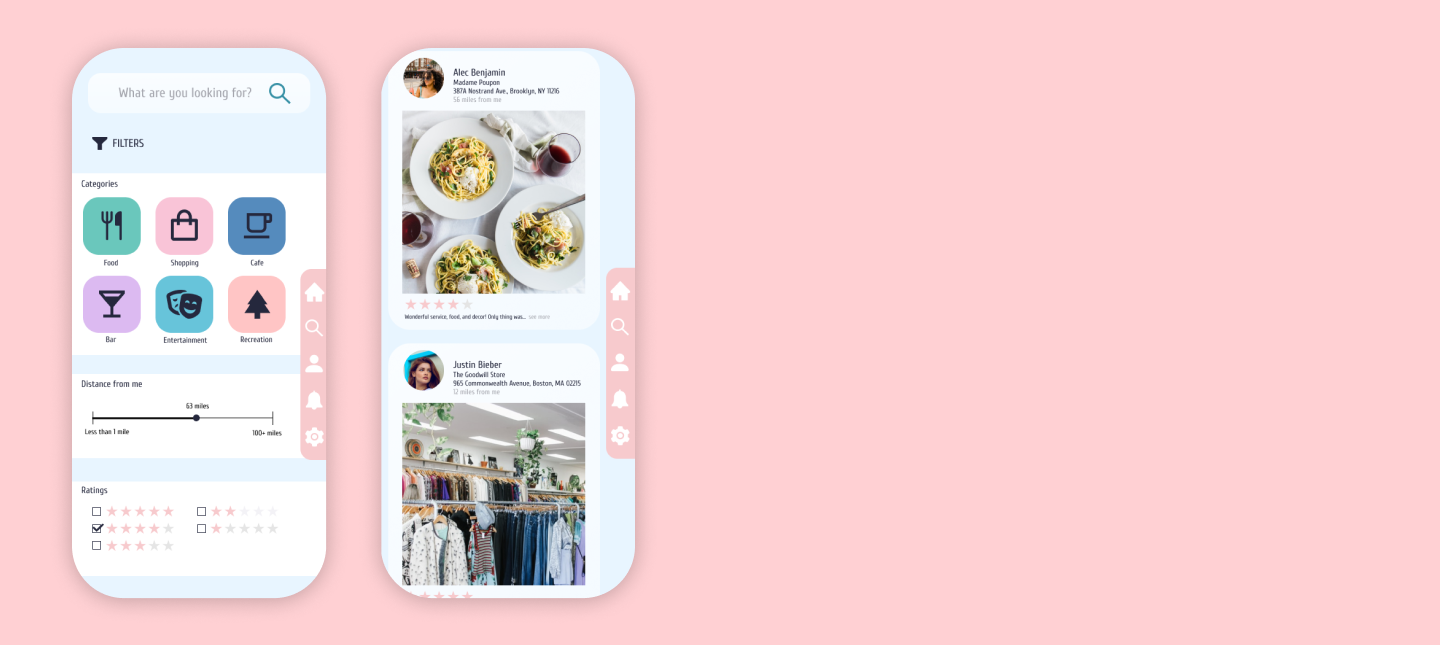 What are you looking for?
FILTERS
Categories
Food
Shopping
Cafe
Bar
Entertainment
Recreation
Distance from me
63 miles
Less than 1 mile
100+ miles
Ratings
Alec Benjamin
Madame Poupon
387A Nostrand Ave., Brooklyn, NY 11216
56 miles from me
Wonderful service, food, and decor! Only thing was... see more
Justin Bieber
The Goodwill Store
965 Commonwealth Avenue, Boston, MA 02215
12 miles from me